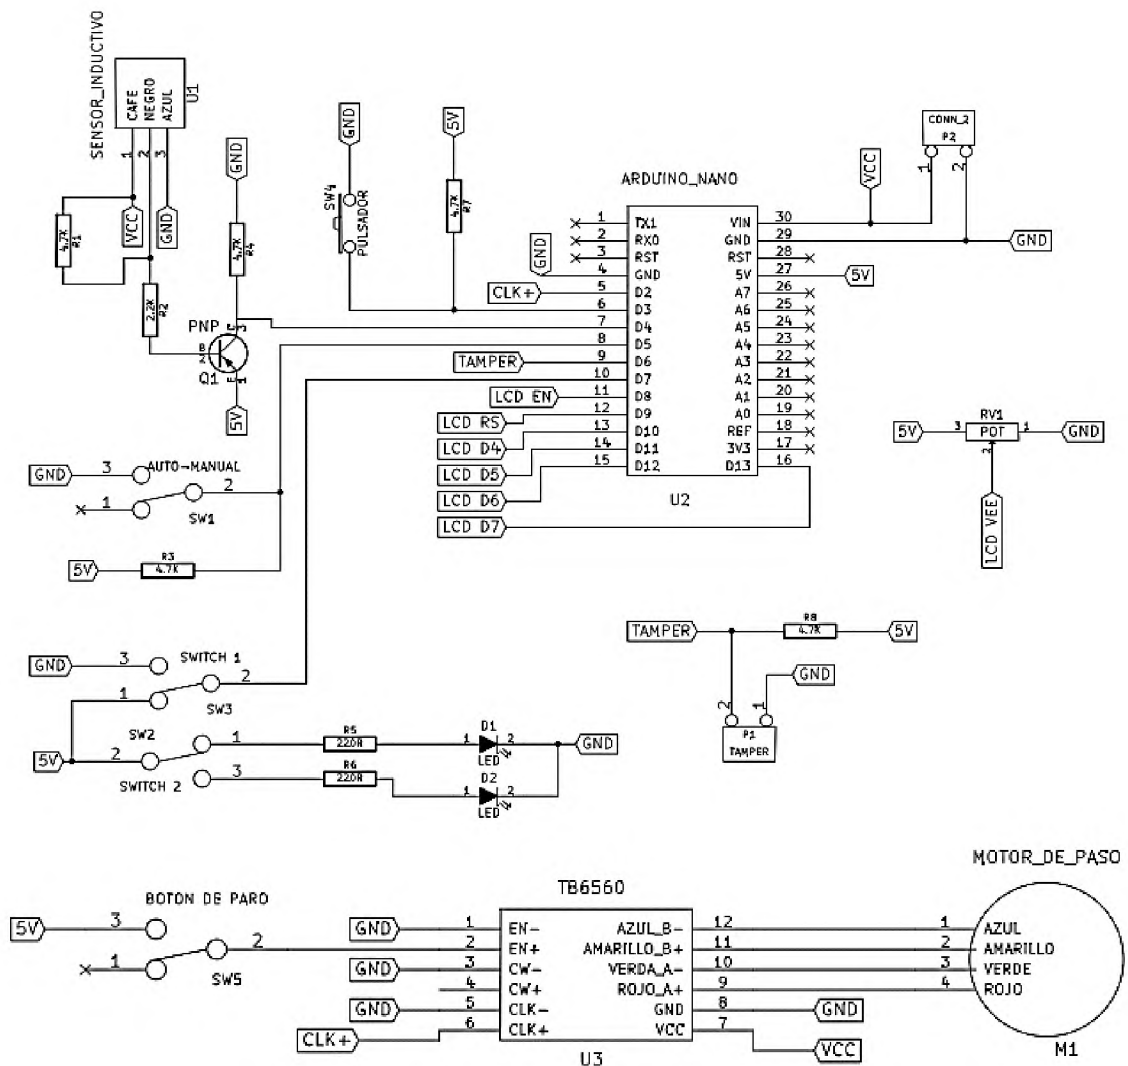 SENSOR_INDUCTIVO
U1
CAFE
NEGRO
AZUL
1
2
3
VCC
GND
GND
4.7K
R1
4.7K
R4
2.2K
R2
PNP
B
2
3
E
1
Q1
5V
GND
SW4
PULSADOR
5V
4.7K
R7
ARDUINO_NANO
1 TX1 VIN 30
2 RX0 GND 29
3 RST RST 28
4 GND 5V 27
5 D2 A7 26
6 D3 A6 25
7 D4 A5 24
8 D5 A4 23
9 D6 A3 22
10 D7 A2 21
11 D8 A1 20
12 D9 A0 19
13 D10 REF 18
14 D11 3V3 17
15 D12 D13 16
U2
GND
CLK+
TAMPER
LCD EN
LCD RS
LCD D4
LCD D5
LCD D6
LCD D7
VCC
CONN_2
P2
1
2
GND
5V
RV1
5V 3 POT 1 GND
2
LCD VEE
GND 3 AUTO-MANUAL
1 2
SW1
R3
5V 4.7K
GND 3 SWITCH 1
1 2
SW3
SW2
5V 2 1
SWITCH 2 3
R5
220R
R6
220R
D1
1 2
LED
D2
1 2
LED
GND
TAMPER
R8
4.7K
5V
2
1
GND
P1
TAMPER
BOTON DE PARO
5V 3
1 2
SW5
TB6560
GND 1 EN- AZUL_B- 12
2 EN+ AMARILLO_B+ 11
GND 3 CW- VERDA_A- 10
4 CW+ ROJO_A+ 9
GND 5 CLK- GND 8 GND
CLK+ 6 CLK+ VCC 7 VCC
U3
MOTOR_DE_PASO
1 AZUL
2 AMARILLO
3 VERDE
4 ROJO
M1